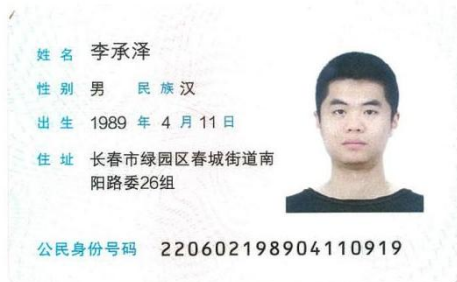 姓名 李承泽
性别 男 民族 汉
出生 1989 年 4 月 11 日
住址 长春市绿园区春城街道南
阳路委26组
公民身份号码 220602198904110919